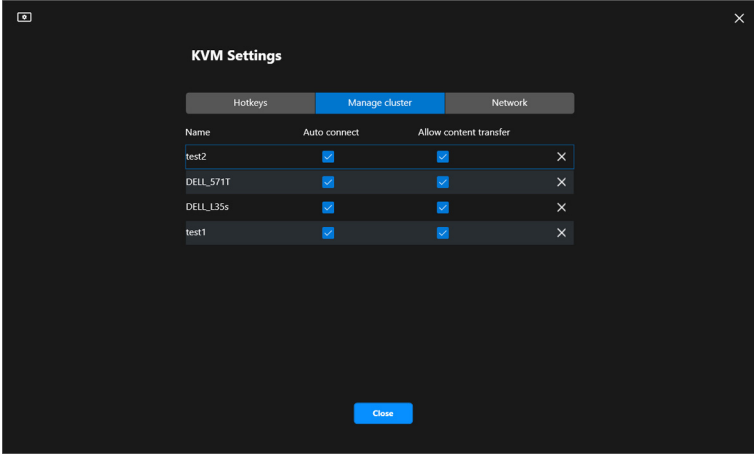 KVM Settings
Hotkeys Manage cluster Network
Name Auto connect Allow content transfer
test2
DELL_571T
DELL_L35s
test1
Close